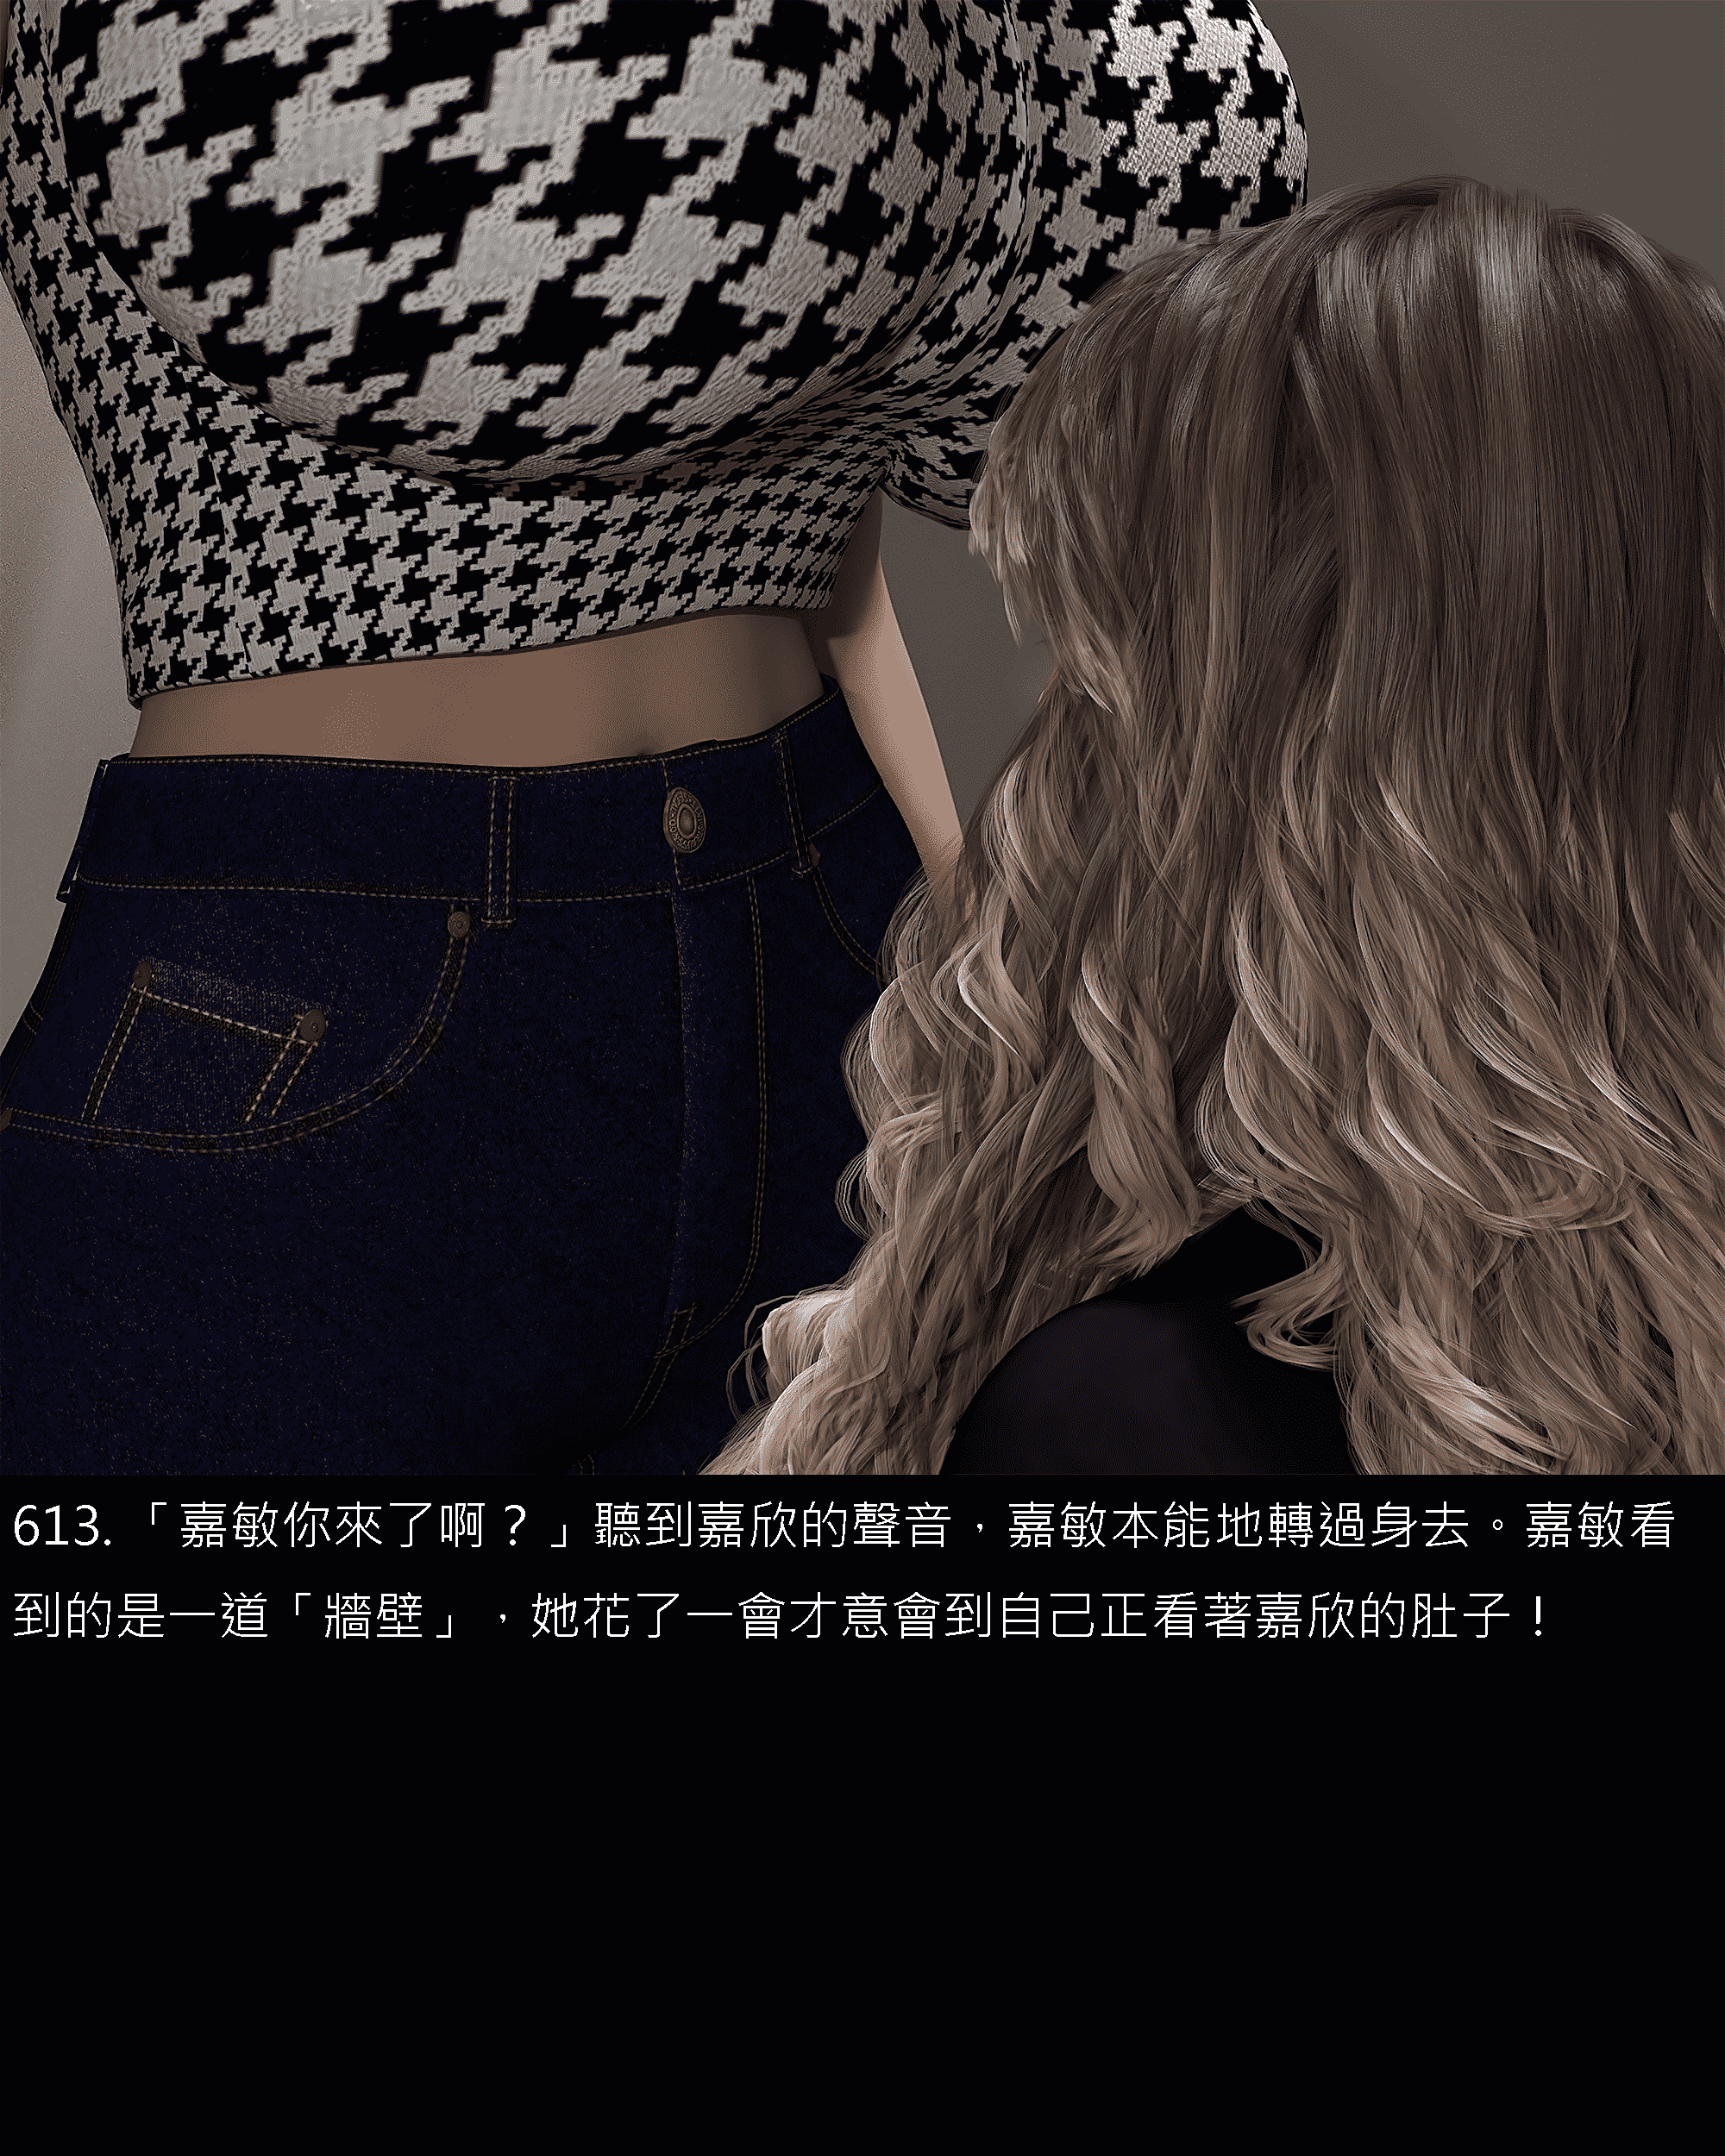 613. 「嘉敏你來了啊？」聽到嘉欣的聲音，嘉敏本能地轉過身去。嘉敏看
到的是一道「牆壁」，她花了一會才意會到自己正看著嘉欣的肚子！